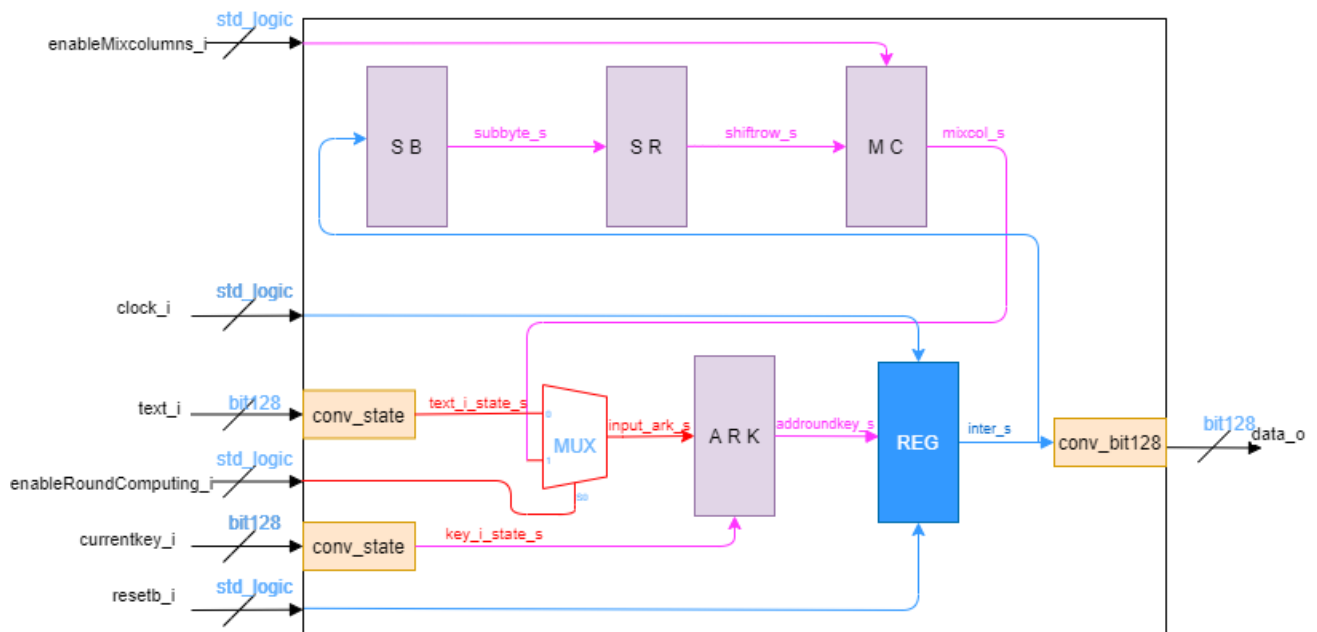 std_logic
enableMixcolumns_i
S B
subbyte_s
S R
shiftrow_s
M C
mixcol_s
std_logic
clock_i
text_i
bit128
conv_state
text_i_state_s
0
1
MUX
S0
input_ark_s
A R K
addroundkey_s
REG
inter_s
conv_bit128
bit128
data_o
std_logic
enableRoundComputing_i
bit128
currentkey_i
conv_state
key_i_state_s
std_logic
resetb_i